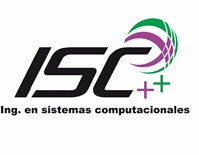 ISC++
Ing. en sistemas computacionales